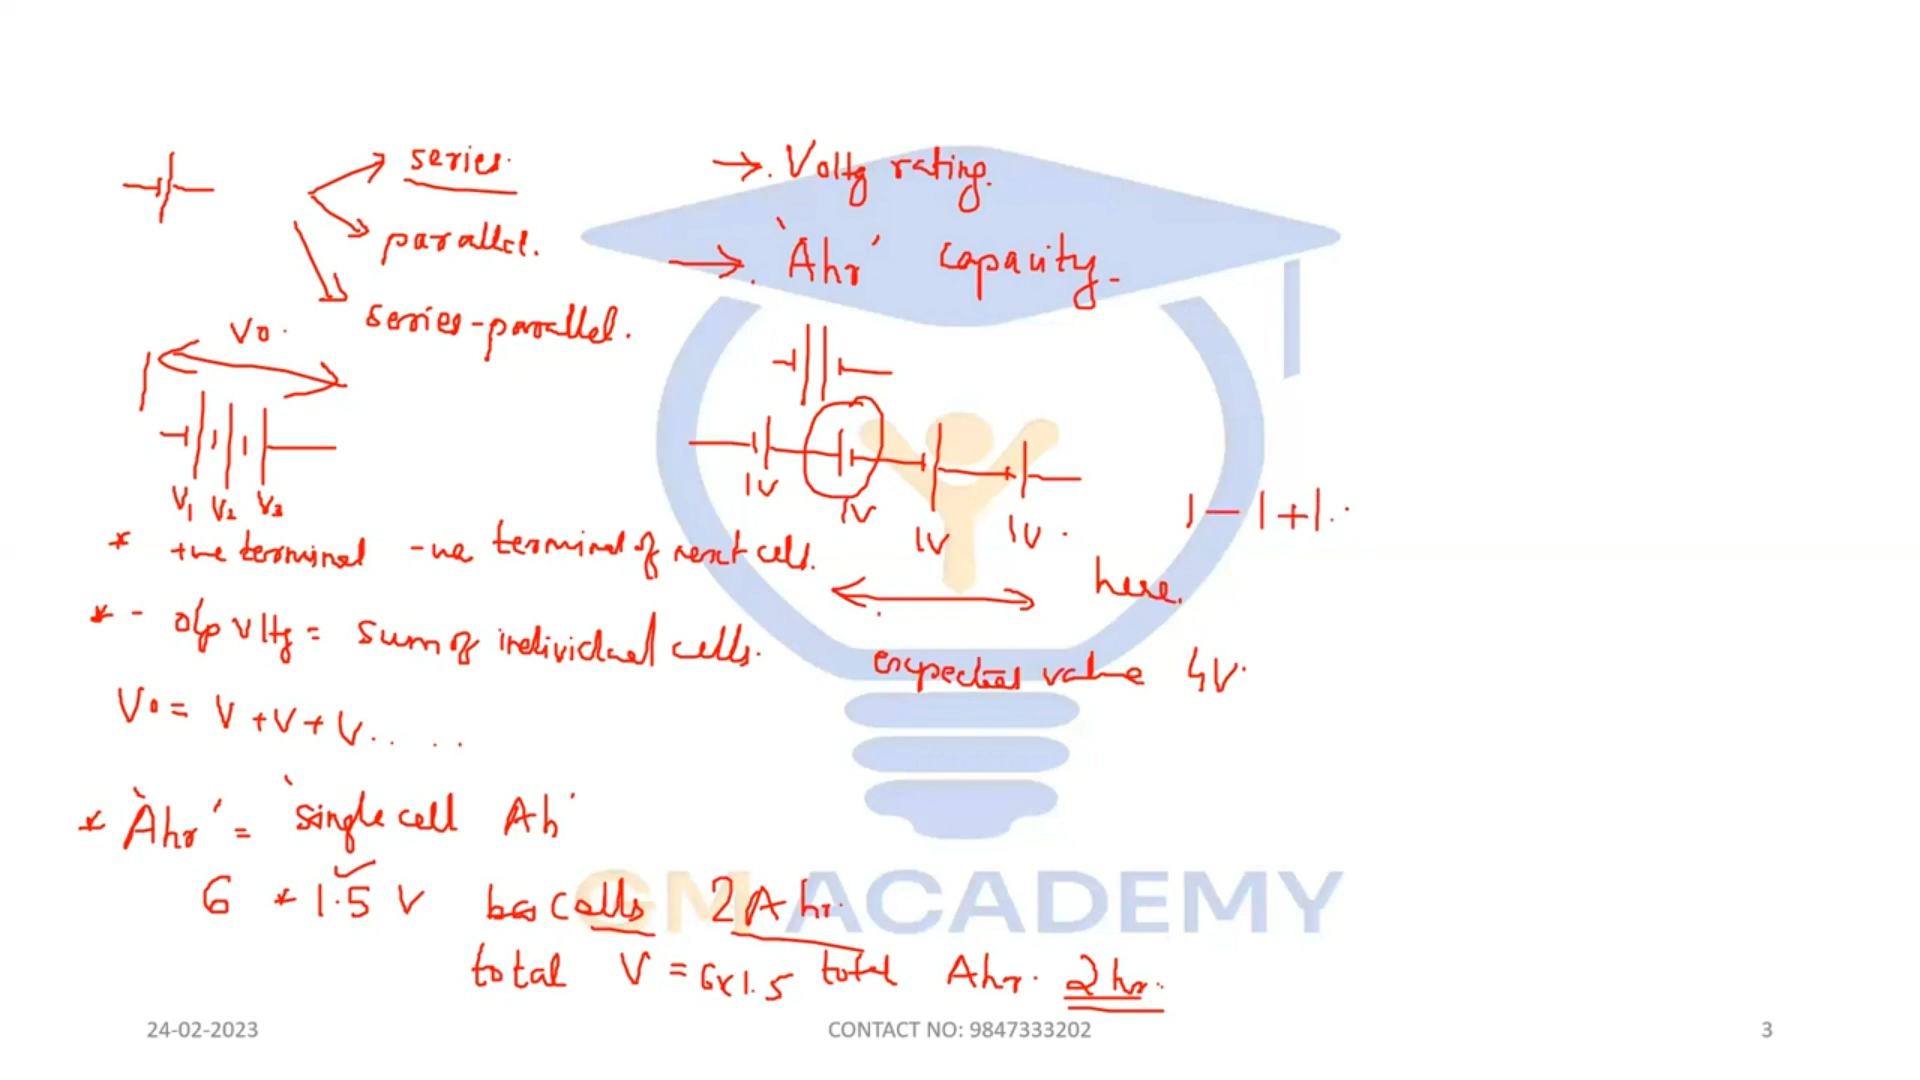 series.
parallel.
series-parallel.
→. Voltg rating.
→. 'Ahr' capacity.
Vo.
V₁ V₂ V₃
1V 1V 1V 1V.
1-1+1..
* +ve terminal -ve terminal of next cell.
here.
* - o/p vltg = sum of individual cells.
expected value 4V.
Vo = V + V + V.. . . .
* 'Ahr' = 'single cell Ah'
6 * 1.5 V cells 2Ahr.
total V = 6x1.5 total Ahr. 2hr.
GM ACADEMY
24-02-2023
CONTACT NO: 9847333202
3